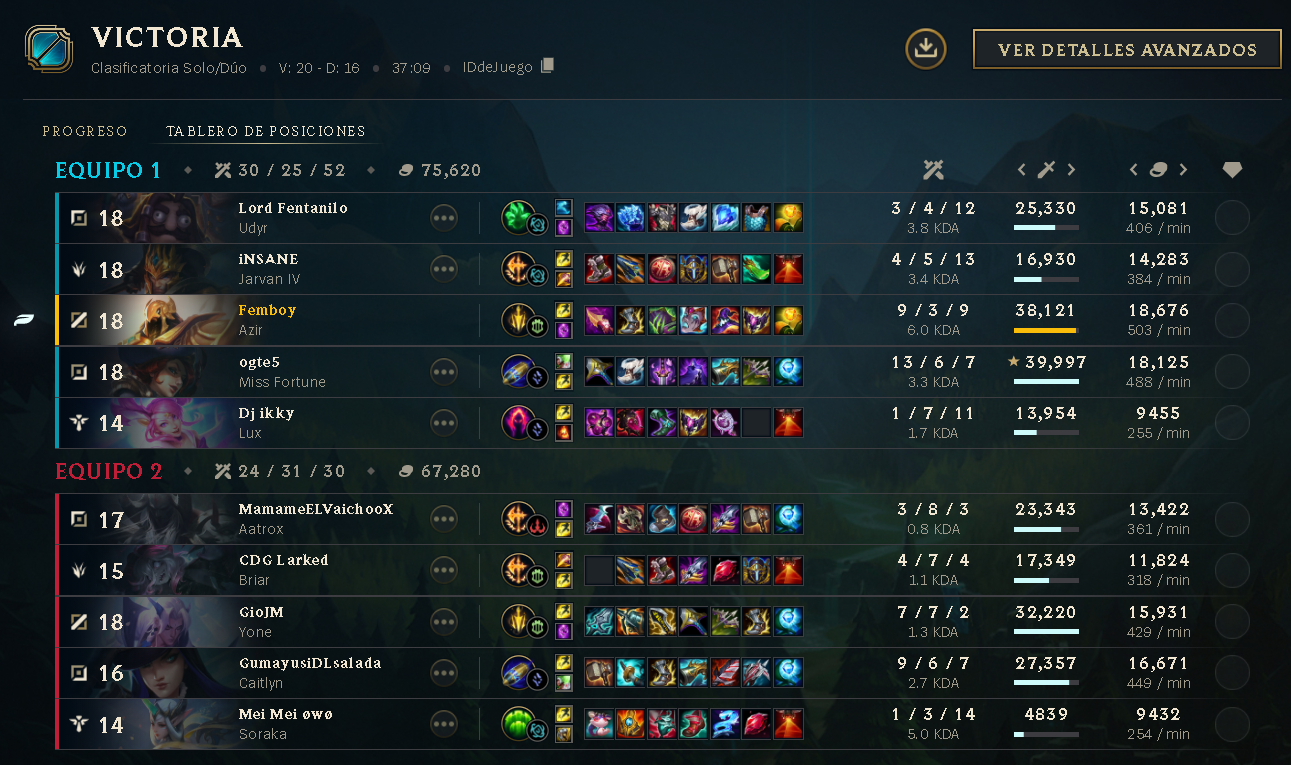 VICTORIA
Clasificatoria Solo/Dúo • V: 20 - D: 16 • 37:09 • IDdeJuego
VER DETALLES AVANZADOS
PROGRESO TABLERO DE POSICIONES
EQUIPO 1 30 / 25 / 52 75,620
18 Lord Fentanilo 3 / 4 / 12 25,330 15,081
Udyr 3.8 KDA 406 / min
18 iNSANE 4 / 5 / 13 16,930 14,283
Jarvan IV 3.4 KDA 384 / min
18 Femboy 9 / 3 / 9 38,121 18,676
Azir 6.0 KDA 503 / min
18 ogte5 13 / 6 / 7 39,997 18,125
Miss Fortune 3.3 KDA 488 / min
14 Dj ikky 1 / 7 / 11 13,954 9455
Lux 1.7 KDA 255 / min
EQUIPO 2 24 / 31 / 30 67,280
17 MamameELVaichooX 3 / 8 / 3 23,343 13,422
Aatrox 0.8 KDA 361 / min
15 CDG Larked 4 / 7 / 4 17,349 11,824
Briar 1.1 KDA 318 / min
18 GioJM 7 / 7 / 2 32,220 15,931
Yone 1.3 KDA 429 / min
16 GumayusiDLsalada 9 / 6 / 7 27,357 16,671
Caitlyn 2.7 KDA 449 / min
14 Mei Mei øwø 1 / 3 / 14 4839 9432
Soraka 5.0 KDA 254 / min